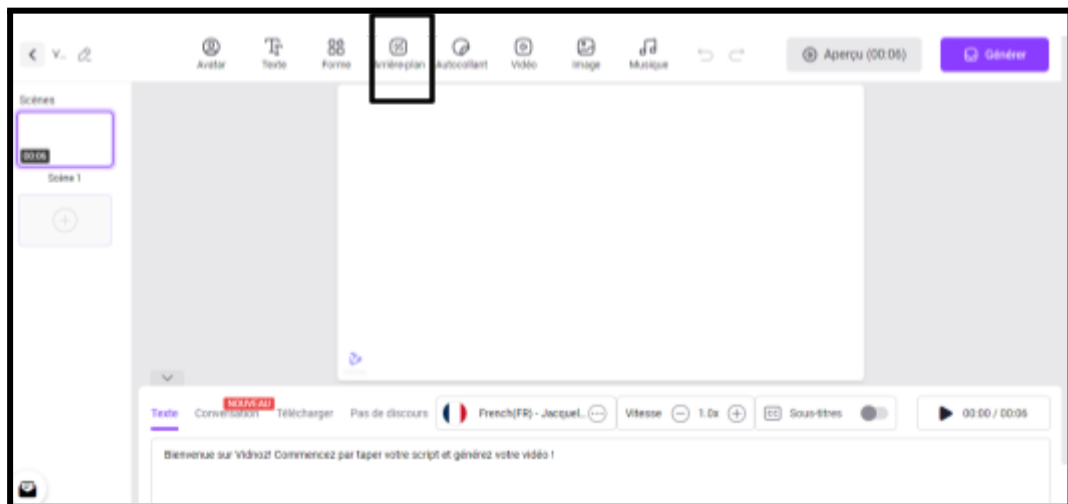 V..
Avatar
Texte
Forme
Arrière-plan
Autocollant
Vidéo
Image
Musique
Aperçu (00:06)
Générer
Scènes
00:06
Scène 1
Texte
Conversation
NOUVEAU
Télécharger
Pas de discours
French(FR) - Jacquel...
Vitesse
1.0x
CC
Sous-titres
00:00 / 00:06
Bienvenue sur Vidnoz! Commencez par taper votre script et générez votre vidéo !